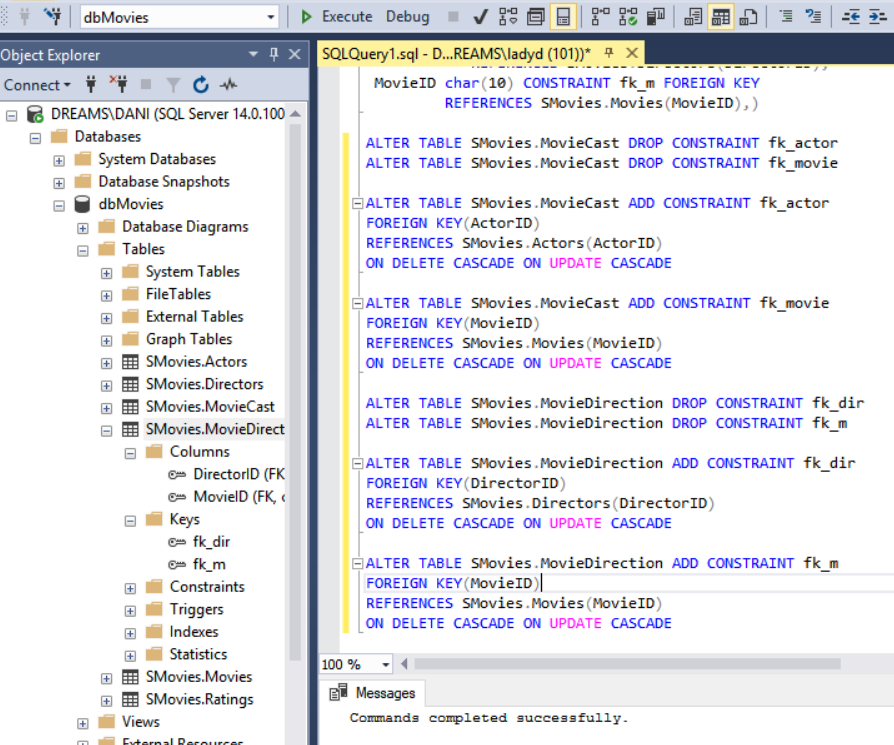 dbMovies
Execute Debug
Object Explorer
Connect
DREAMS\DANI (SQL Server 14.0.100
Databases
System Databases
Database Snapshots
dbMovies
Database Diagrams
Tables
System Tables
FileTables
External Tables
Graph Tables
SMovies.Actors
SMovies.Directors
SMovies.MovieCast
SMovies.MovieDirect
Columns
DirectorID (FK
MovieID (FK, c
Keys
fk_dir
fk_m
Constraints
Triggers
Indexes
Statistics
SMovies.Movies
SMovies.Ratings
Views
External Resources
SQLQuery1.sql - D...REAMS\ladyd (101))*
MovieID char(10) CONSTRAINT fk_m FOREIGN KEY
REFERENCES SMovies.Movies(MovieID),)
ALTER TABLE SMovies.MovieCast DROP CONSTRAINT fk_actor
ALTER TABLE SMovies.MovieCast DROP CONSTRAINT fk_movie
ALTER TABLE SMovies.MovieCast ADD CONSTRAINT fk_actor
FOREIGN KEY(ActorID)
REFERENCES SMovies.Actors(ActorID)
ON DELETE CASCADE ON UPDATE CASCADE
ALTER TABLE SMovies.MovieCast ADD CONSTRAINT fk_movie
FOREIGN KEY(MovieID)
REFERENCES SMovies.Movies(MovieID)
ON DELETE CASCADE ON UPDATE CASCADE
ALTER TABLE SMovies.MovieDirection DROP CONSTRAINT fk_dir
ALTER TABLE SMovies.MovieDirection DROP CONSTRAINT fk_m
ALTER TABLE SMovies.MovieDirection ADD CONSTRAINT fk_dir
FOREIGN KEY(DirectorID)
REFERENCES SMovies.Directors(DirectorID)
ON DELETE CASCADE ON UPDATE CASCADE
ALTER TABLE SMovies.MovieDirection ADD CONSTRAINT fk_m
FOREIGN KEY(MovieID)
REFERENCES SMovies.Movies(MovieID)
ON DELETE CASCADE ON UPDATE CASCADE
100 %
Messages
Commands completed successfully.